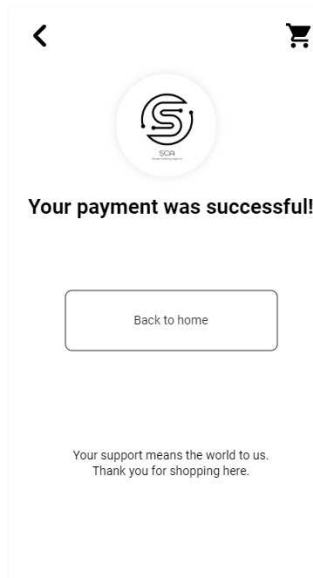 SCA
Your payment was successful!
Back to home
Your support means the world to us.
Thank you for shopping here.